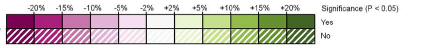 -20% -15% -10% -5% -2% +2% +5% +10% +15% +20% Significance (P < 0.05)
Yes
No